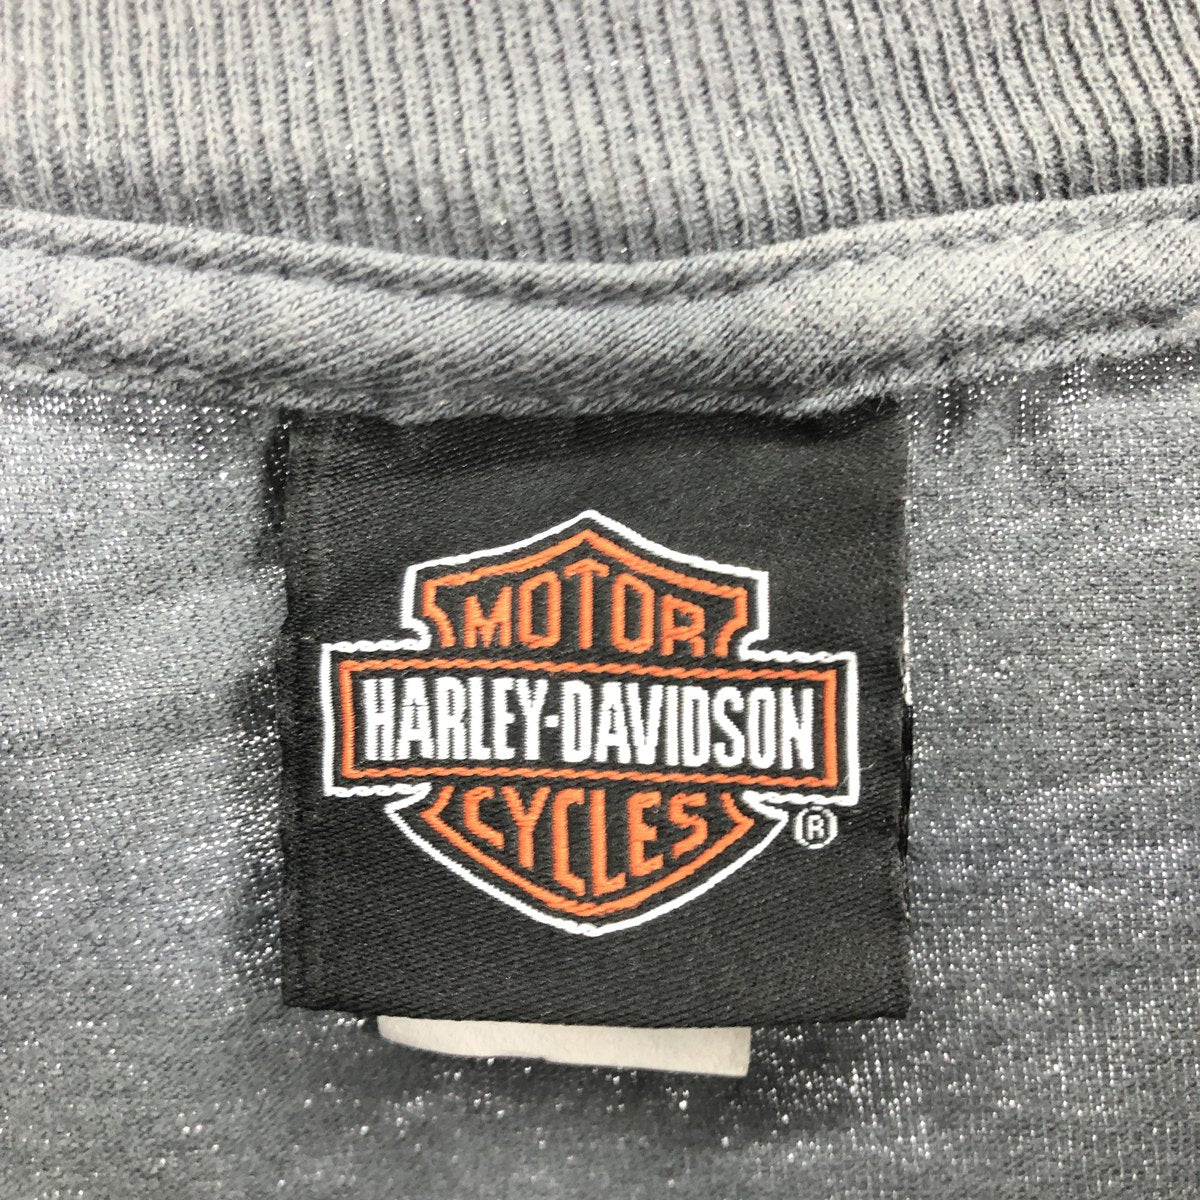 MOTOR
HARLEY-DAVIDSON
CYCLES
®